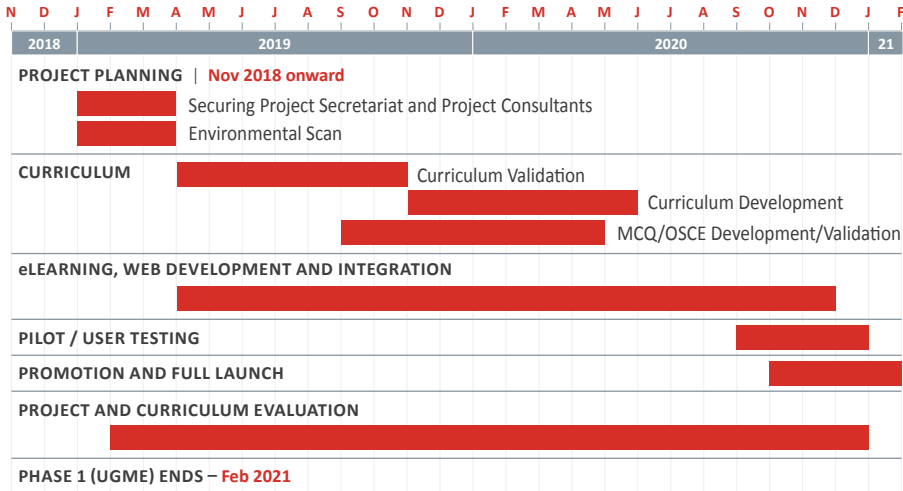 N D J F M A M J J A S O N D J F M A M J J A S O N D J F
2018 2019 2020 21
PROJECT PLANNING | Nov 2018 onward
Securing Project Secretariat and Project Consultants
Environmental Scan
CURRICULUM
Curriculum Validation
Curriculum Development
MCQ/OSCE Development/Validation
eLEARNING, WEB DEVELOPMENT AND INTEGRATION
PILOT / USER TESTING
PROMOTION AND FULL LAUNCH
PROJECT AND CURRICULUM EVALUATION
PHASE 1 (UGME) ENDS – Feb 2021